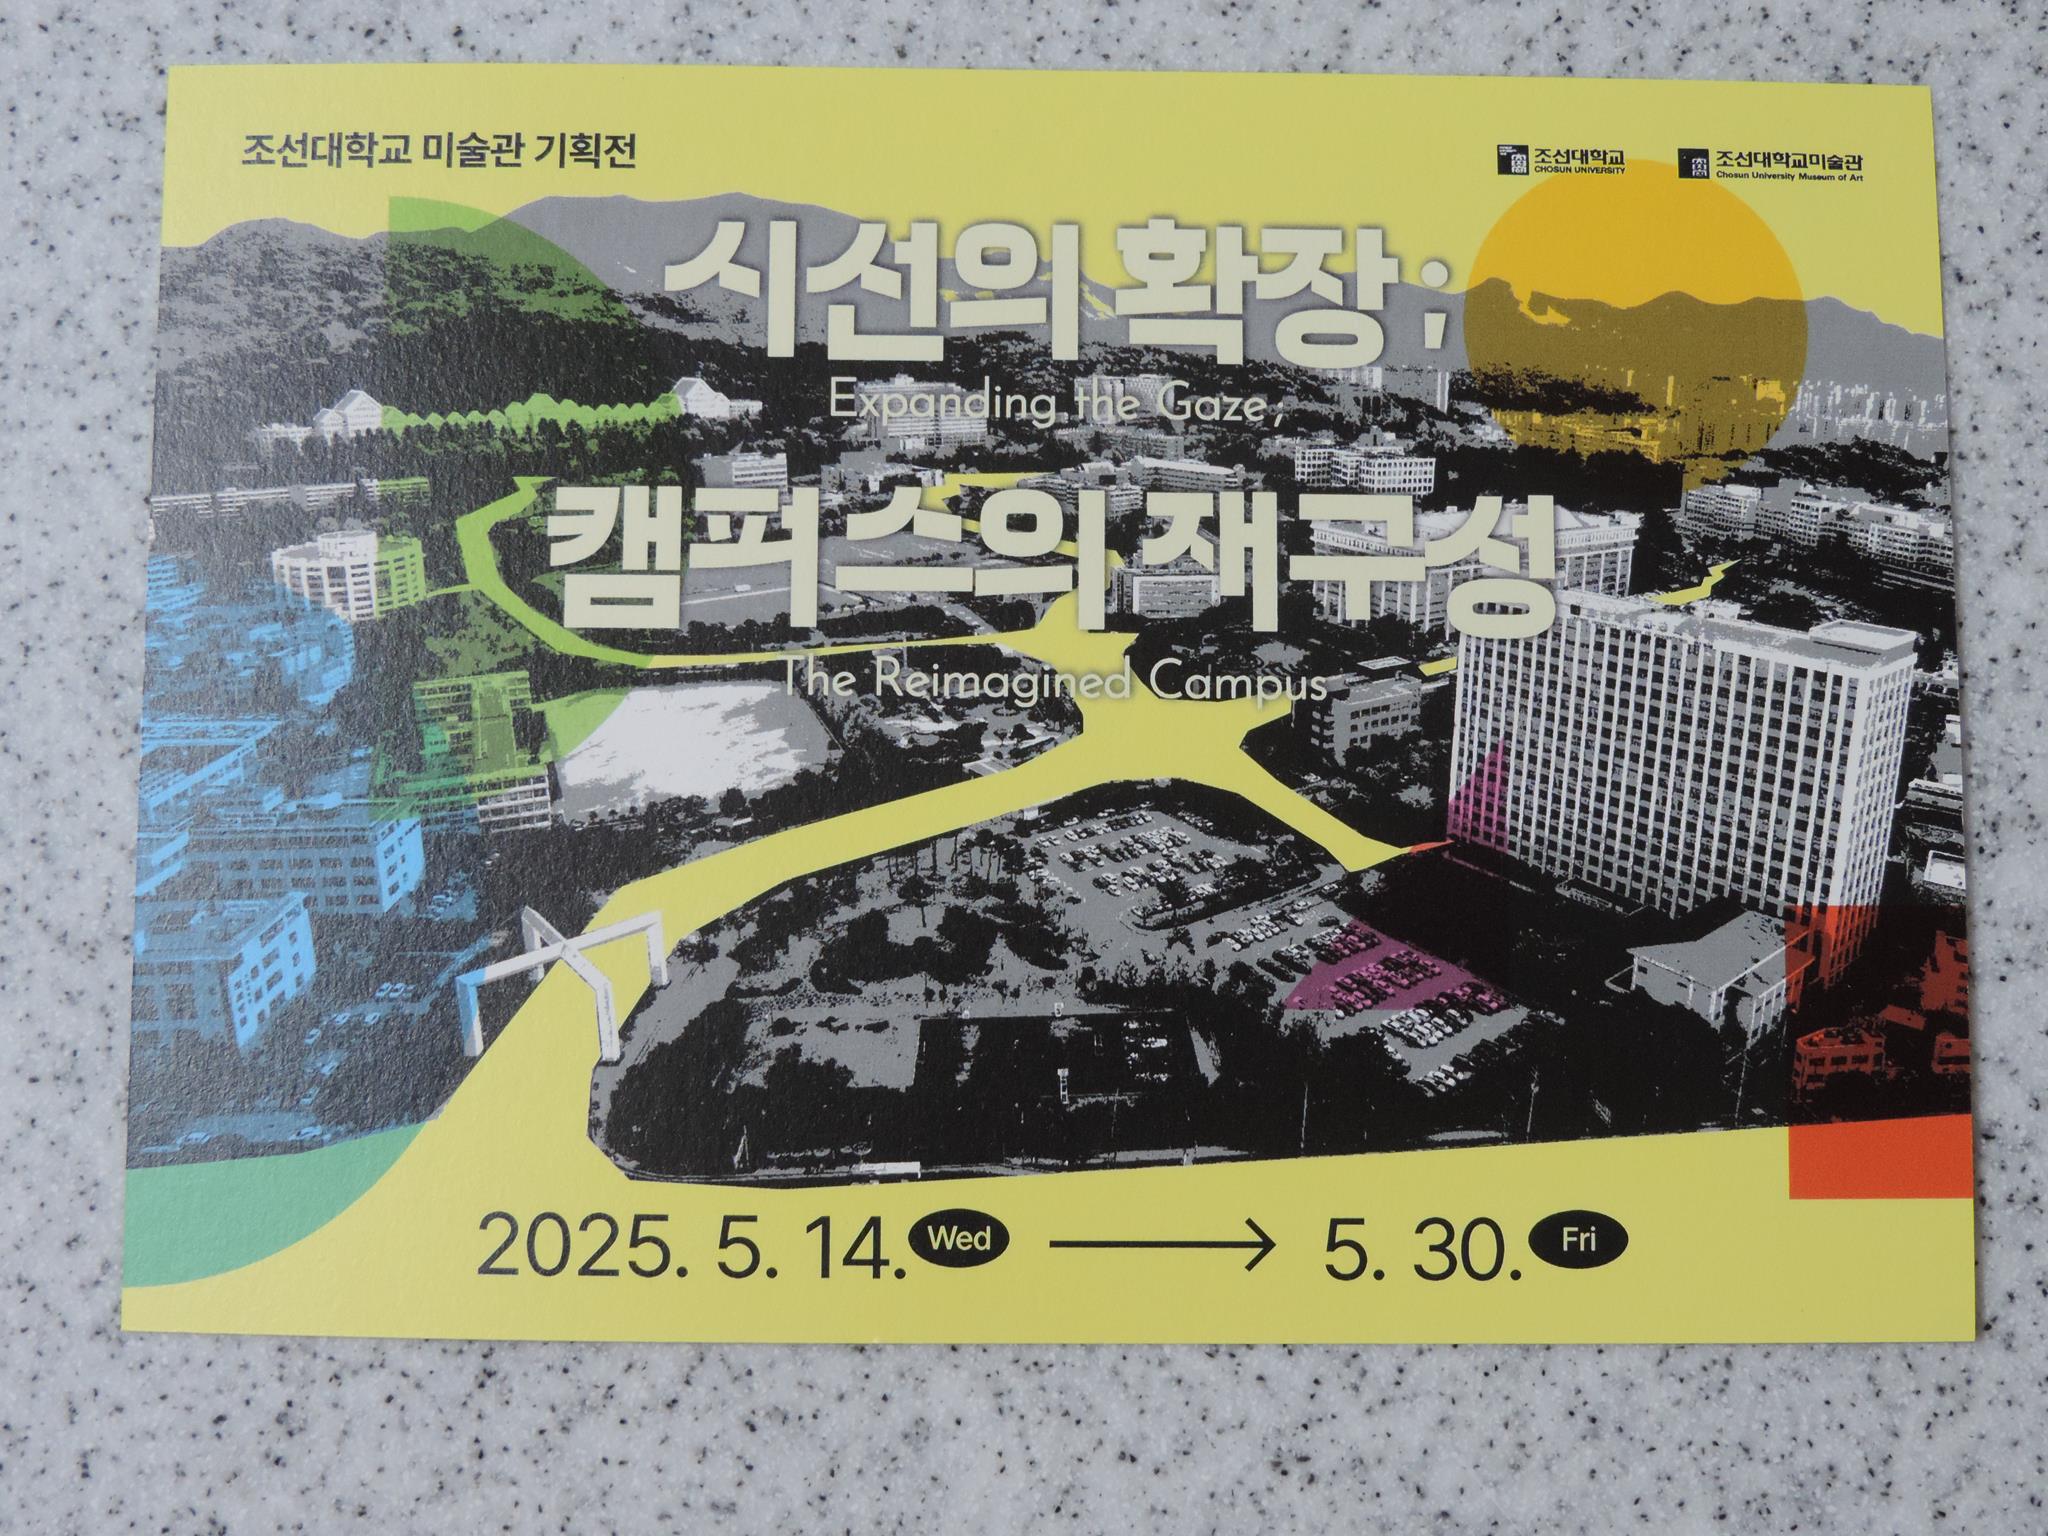 조선대학교 미술관 기획전
조선대학교
CHOSUN UNIVERSITY
조선대학교미술관
Chosun University Museum of Art
시선의 확장;
Expanding the Gaze;
캠퍼스의 재구성
The Reimagined Campus
2025. 5. 14. Wed → 5. 30. Fri